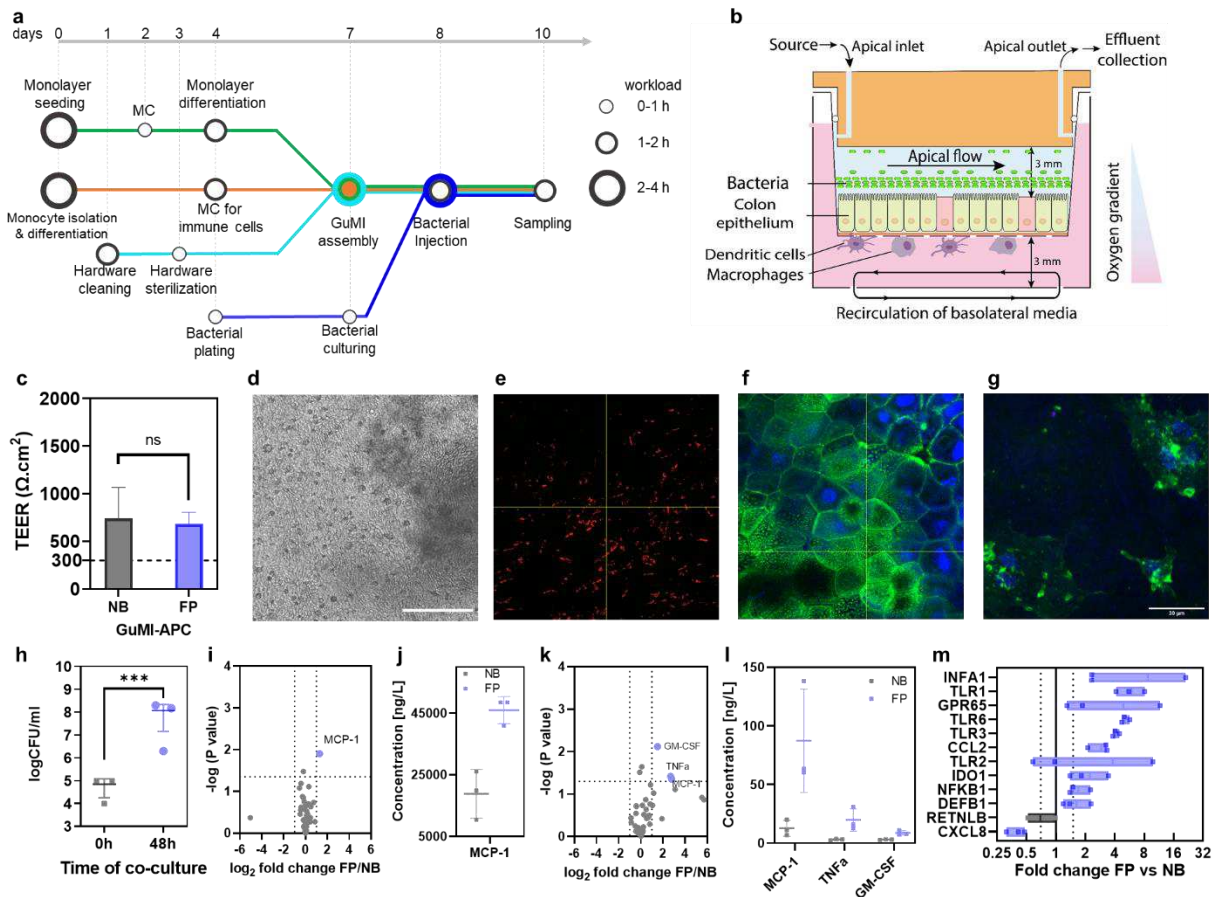 a
days 0 1 2 3 4 7 8 10
Monolayer
seeding
MC
Monolayer
differentiation
workload
0-1 h
1-2 h
2-4 h
Monocyte isolation
& differentiation
MC for
immune cells
GuMI
assembly
Bacterial
Injection
Sampling
Hardware
cleaning
Hardware
sterilization
Bacterial
plating
Bacterial
culturing
b
Source
Apical inlet
Apical outlet
Effluent
collection
Apical flow
3 mm
Bacteria
Colon
epithelium
Dendritic cells
Macrophages
3 mm
Recirculation of basolateral media
Oxygen gradient
c
TEER (Ω.cm²)
2000
1500
1000
500
300
0
ns
NB FP
GuMI-APC
d
e
f
g
20 µm
h
logCFU/ml
10
9
8
7
6
5
4
3
***
0h 48h
Time of co-culture
i
-log (P value)
4
3
2
1
0
MCP-1
-6 -4 -2 0 2 4 6
log₂ fold change FP/NB
j
NB
FP
Concentration [ng/L]
45000
25000
5000
MCP-1
k
-log (P value)
4
3
2
1
0
GM-CSF
TNFa
MCP-1
-6 -4 -2 0 2 4 6
log₂ fold change FP/NB
l
NB
FP
Concentration [ng/L]
150
100
50
0
MCP-1
TNFa
GM-CSF
m
INFA1
TLR1
GPR65
TLR6
TLR3
CCL2
TLR2
IDO1
NFKB1
DEFB1
RETNLB
CXCL8
0.25 0.5 1 2 4 8 16 32
Fold change FP vs NB